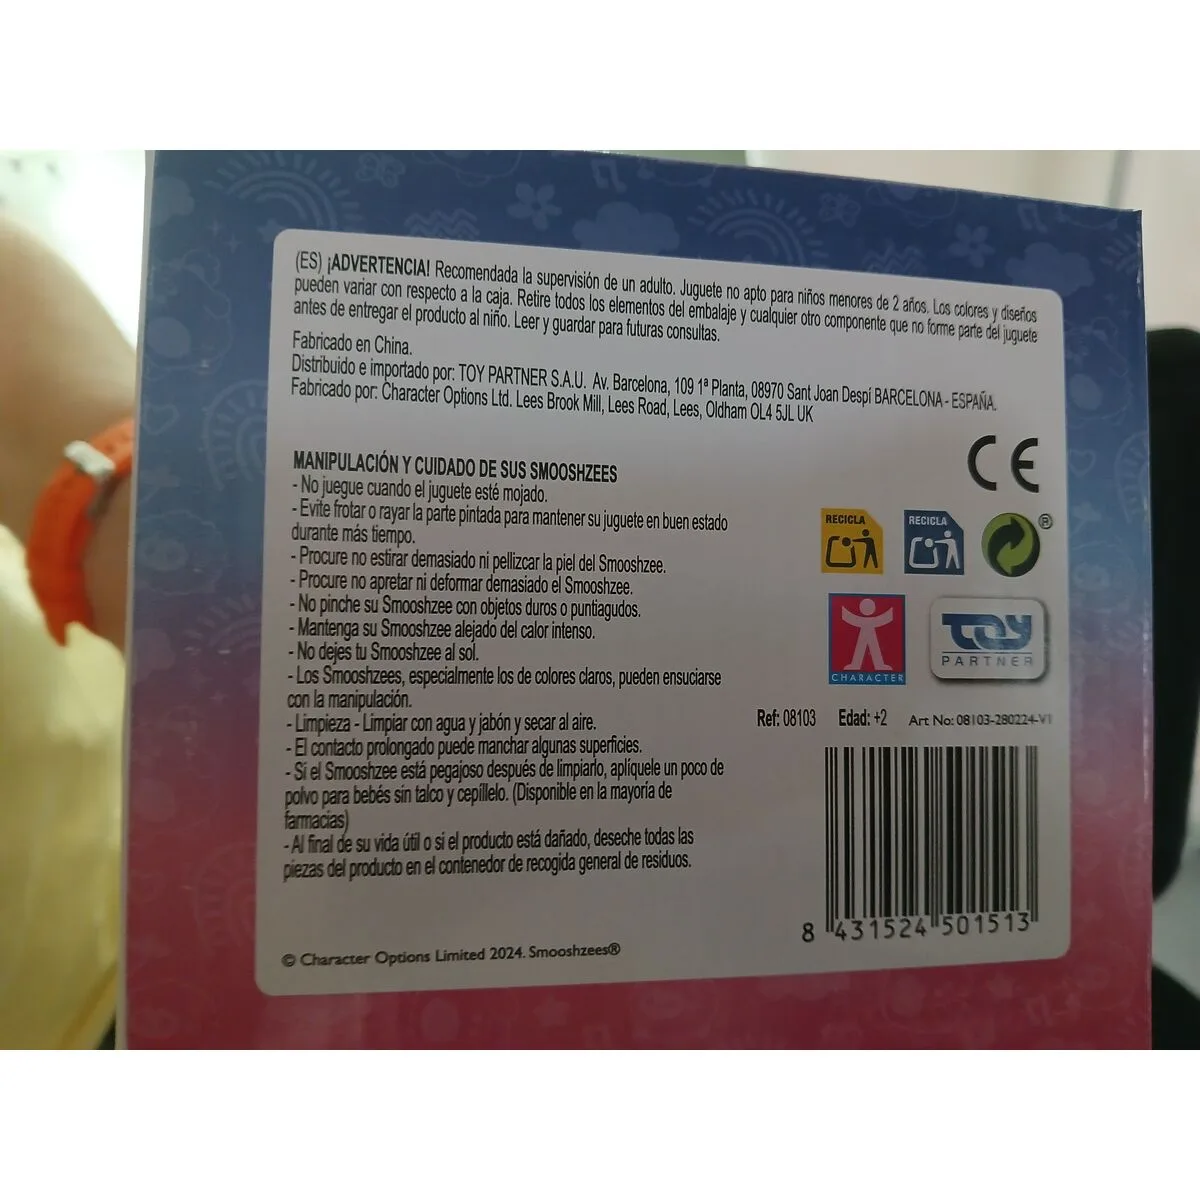 (ES) ¡ADVERTENCIA! Recomendada la supervisión de un adulto. Juguete no apto para niños menores de 2 años. Los colores y diseños
pueden variar con respecto a la caja. Retire todos los elementos del embalaje y cualquier otro componente que no forme parte del juguete
antes de entregar el producto al niño. Leer y guardar para futuras consultas.
Fabricado en China.
Distribuido e importado por: TOY PARTNER S.A.U. Av. Barcelona, 109 1ª Planta, 08970 Sant Joan Despí BARCELONA - ESPAÑA.
Fabricado por: Character Options Ltd. Lees Brook Mill, Lees Road, Lees, Oldham OL4 5JL UK
CE
MANIPULACIÓN Y CUIDADO DE SUS SMOOSHZEES
- No juegue cuando el juguete esté mojado.
- Evite frotar o rayar la parte pintada para mantener su juguete en buen estado
durante más tiempo.
- Procure no estirar demasiado ni pellizcar la piel del Smooshzee.
- Procure no apretar ni deformar demasiado el Smooshzee.
- No pinche su Smooshzee con objetos duros o puntiagudos.
- Mantenga su Smooshzee alejado del calor intenso.
- No dejes tu Smooshzee al sol.
- Los Smooshzees, especialmente los de colores claros, pueden ensuciarse
con la manipulación.
- Limpieza - Limpiar con agua y jabón y secar al aire.
- El contacto prolongado puede manchar algunas superficies.
- Si el Smooshzee está pegajoso después de limpiarlo, aplíquele un poco de
polvo para bebés sin talco y cepíllelo. (Disponible en la mayoría de
farmacias)
- Al final de su vida útil o si el producto está dañado, deseche todas las
piezas del producto en el contenedor de recogida general de residuos.
RECICLA
RECICLA
®
CHARACTER
TOY
PARTNER
Ref: 08103 Edad: +2 Art No: 08103-280224-V1
8 431524 501513
© Character Options Limited 2024. Smooshzees®